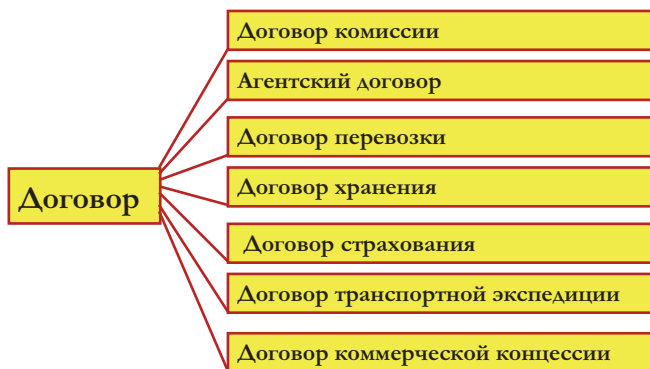 Договор комиссии
Агентский договор
Договор перевозки
Договор
Договор хранения
Договор страхования
Договор транспортной экспедиции
Договор коммерческой концессии